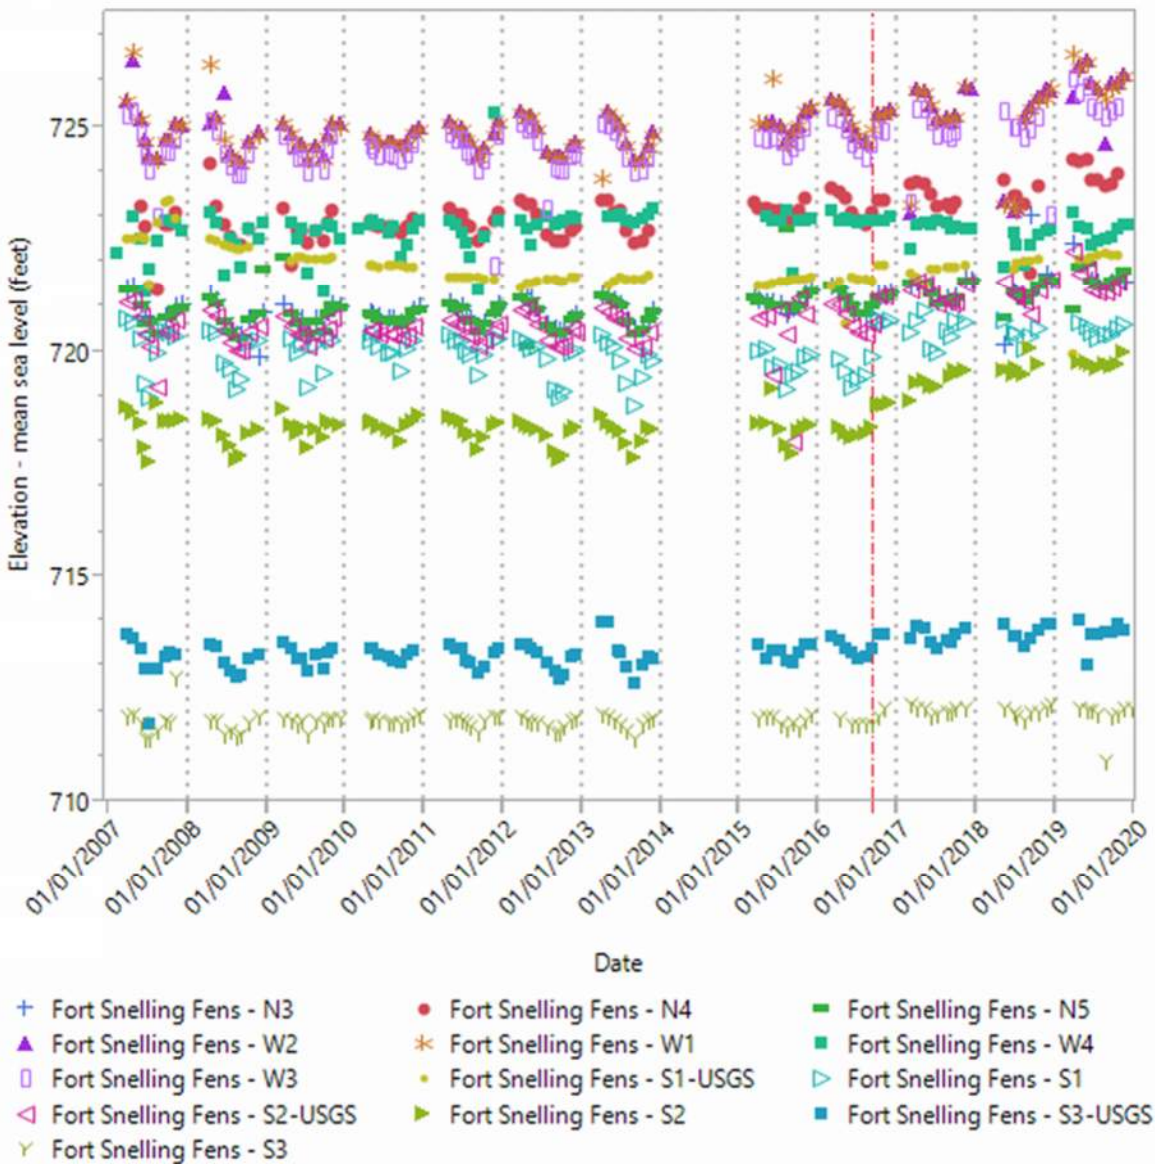 Elevation - mean sea level (feet)
725
720
715
710
01/01/2007
01/01/2008
01/01/2009
01/01/2010
01/01/2011
01/01/2012
01/01/2013
01/01/2014
01/01/2015
01/01/2016
01/01/2017
01/01/2018
01/01/2019
01/01/2020
Date
Fort Snelling Fens - N3
Fort Snelling Fens - N4
Fort Snelling Fens - N5
Fort Snelling Fens - W2
Fort Snelling Fens - W1
Fort Snelling Fens - W4
Fort Snelling Fens - W3
Fort Snelling Fens - S1-USGS
Fort Snelling Fens - S1
Fort Snelling Fens - S2-USGS
Fort Snelling Fens - S2
Fort Snelling Fens - S3-USGS
Fort Snelling Fens - S3